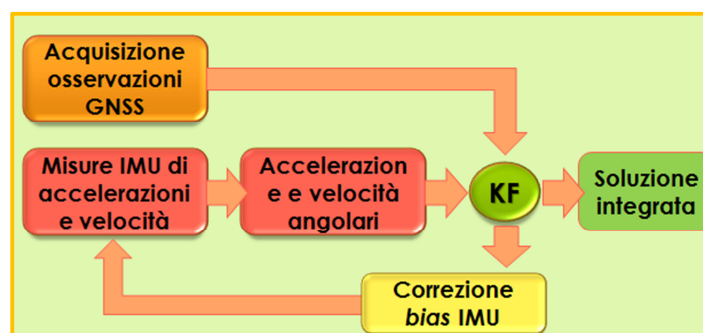 Acquisizione
osservazioni
GNSS
Misure IMU di
accelerazioni
e velocità
Accelerazion
e e velocità
angolari
KF
Soluzione
integrata
Correzione
bias IMU